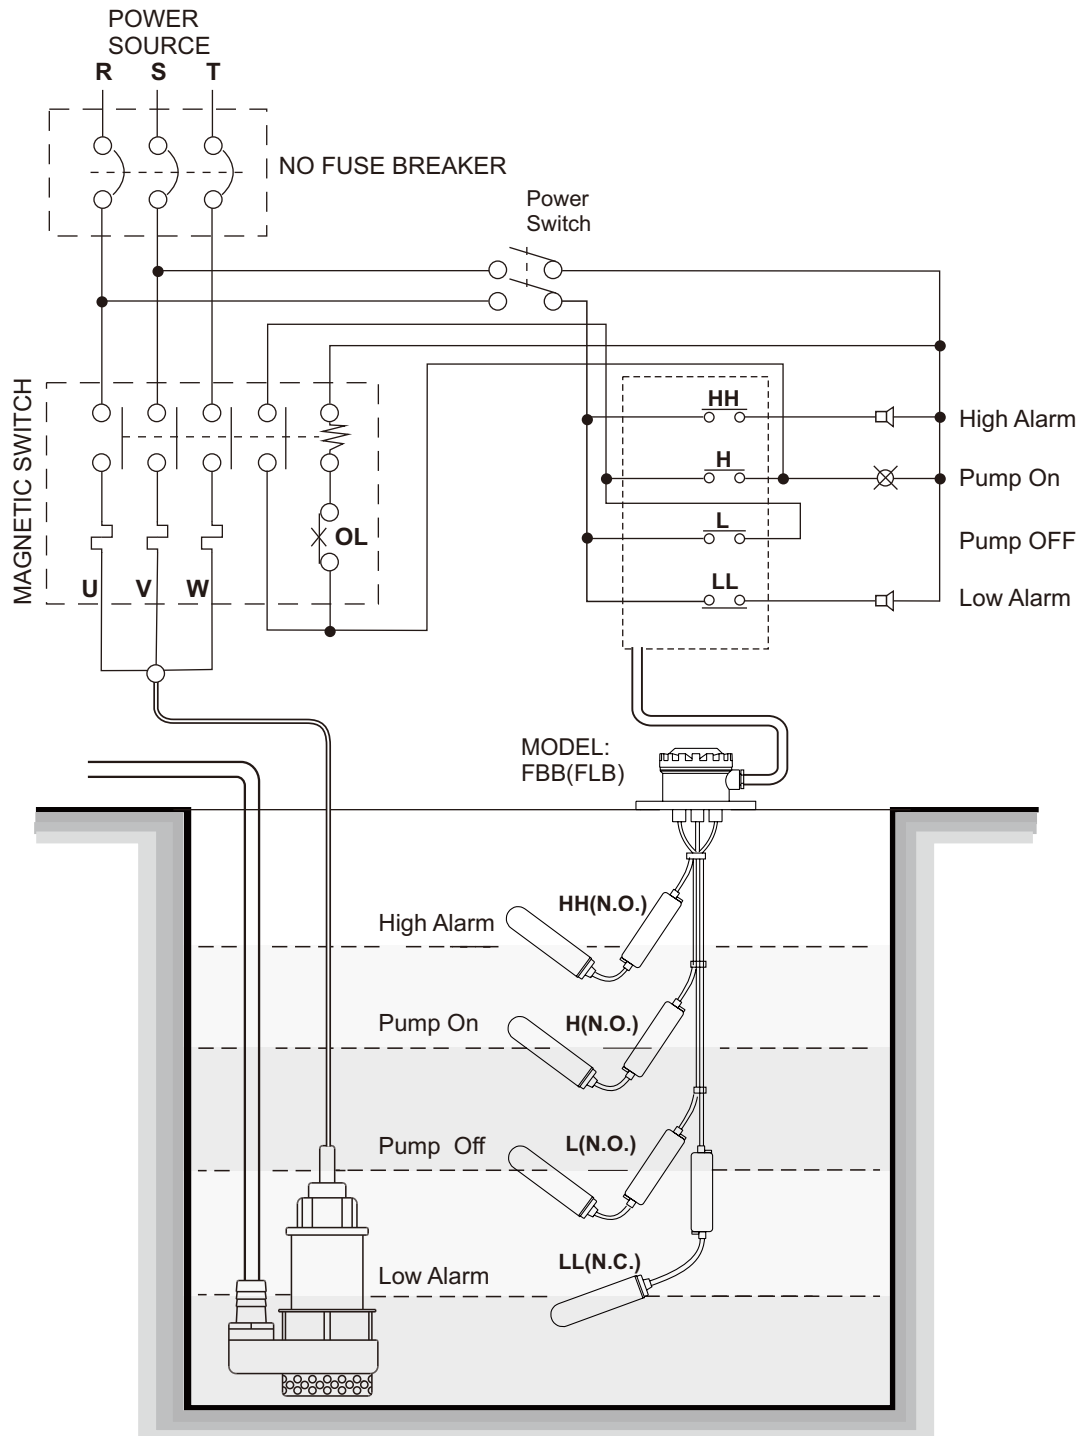 POWER
SOURCE
R S T
NO FUSE BREAKER
Power
Switch
MAGNETIC SWITCH
HH
High Alarm
H
Pump On
OL
L
Pump OFF
U V W
LL
Low Alarm
MODEL:
FBB(FLB)
HH(N.O.)
High Alarm
Pump On
H(N.O.)
Pump Off
L(N.O.)
LL(N.C.)
Low Alarm